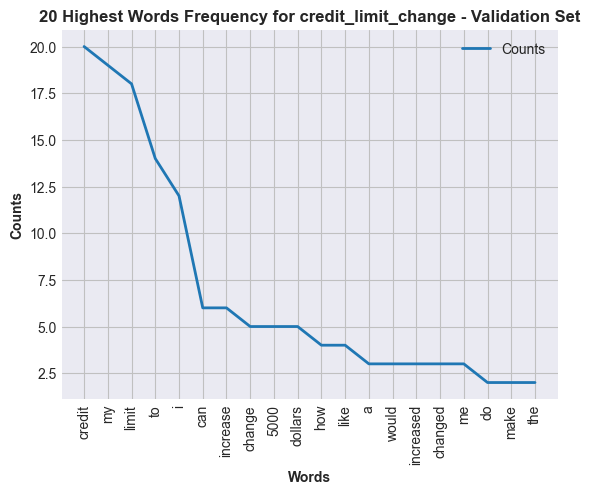 20 Highest Words Frequency for credit_limit_change - Validation Set
Counts
20.0
17.5
15.0
12.5
10.0
7.5
5.0
2.5
Counts
credit
my
limit
to
i
can
increase
change
5000
dollars
how
like
a
would
increased
changed
me
do
make
the
Words